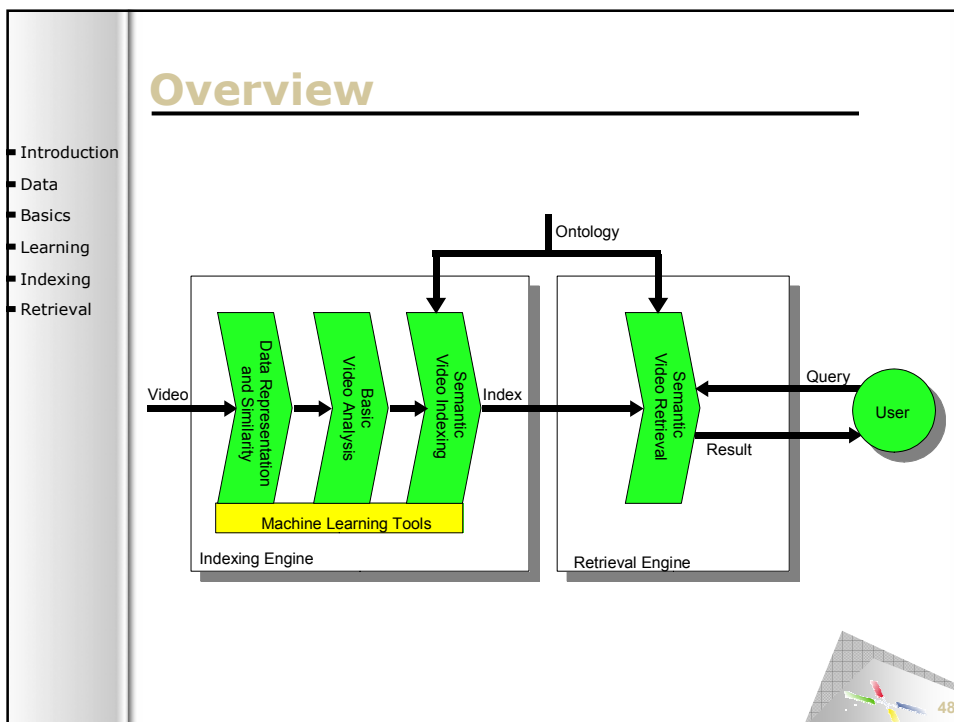 Overview
Introduction
Data
Basics
Learning
Indexing
Retrieval
Ontology
Video
Data Representation
and Similarity
Basic
Video Analysis
Semantic
Video Indexing
Index
Semantic
Video Retrieval
Query
User
Result
Machine Learning Tools
Indexing Engine
Retrieval Engine
48